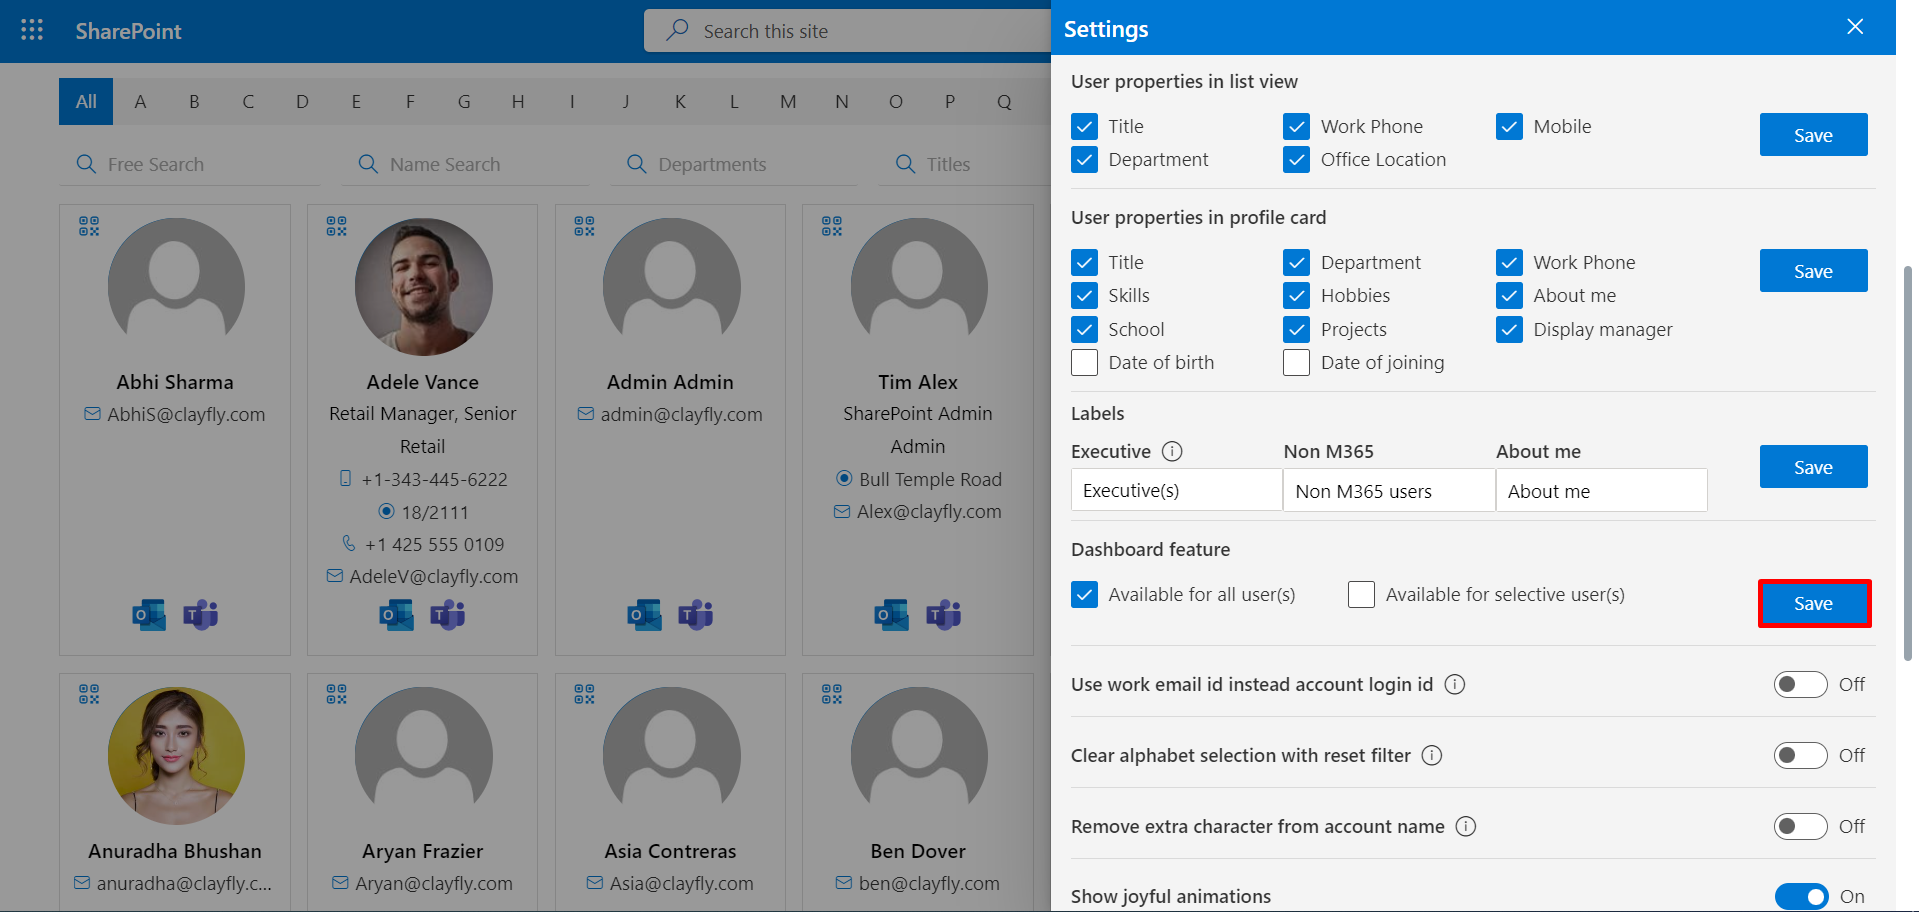 SharePoint
Search this site
All A B C D E F G H I J K L M N O P Q
Free Search Name Search Departments Titles
Abhi Sharma
AbhiS@clayfly.com
Adele Vance
Retail Manager, Senior
Retail
+1-343-445-6222
18/2111
+1 425 555 0109
AdeleV@clayfly.com
Admin Admin
admin@clayfly.com
Tim Alex
SharePoint Admin
Admin
Bull Temple Road
Alex@clayfly.com
Anuradha Bhushan
anuradha@clayfly.c...
Aryan Frazier
Aryan@clayfly.com
Asia Contreras
Asia@clayfly.com
Ben Dover
ben@clayfly.com
Settings
User properties in list view
Title Work Phone Mobile
Save
Department Office Location
User properties in profile card
Title Department Work Phone
Save
Skills Hobbies About me
School Projects Display manager
Date of birth Date of joining
Labels
Executive Non M365 About me
Save
Executive(s) Non M365 users About me
Dashboard feature
Available for all user(s) Available for selective user(s)
Save
Use work email id instead account login id Off
Clear alphabet selection with reset filter Off
Remove extra character from account name Off
Show joyful animations On